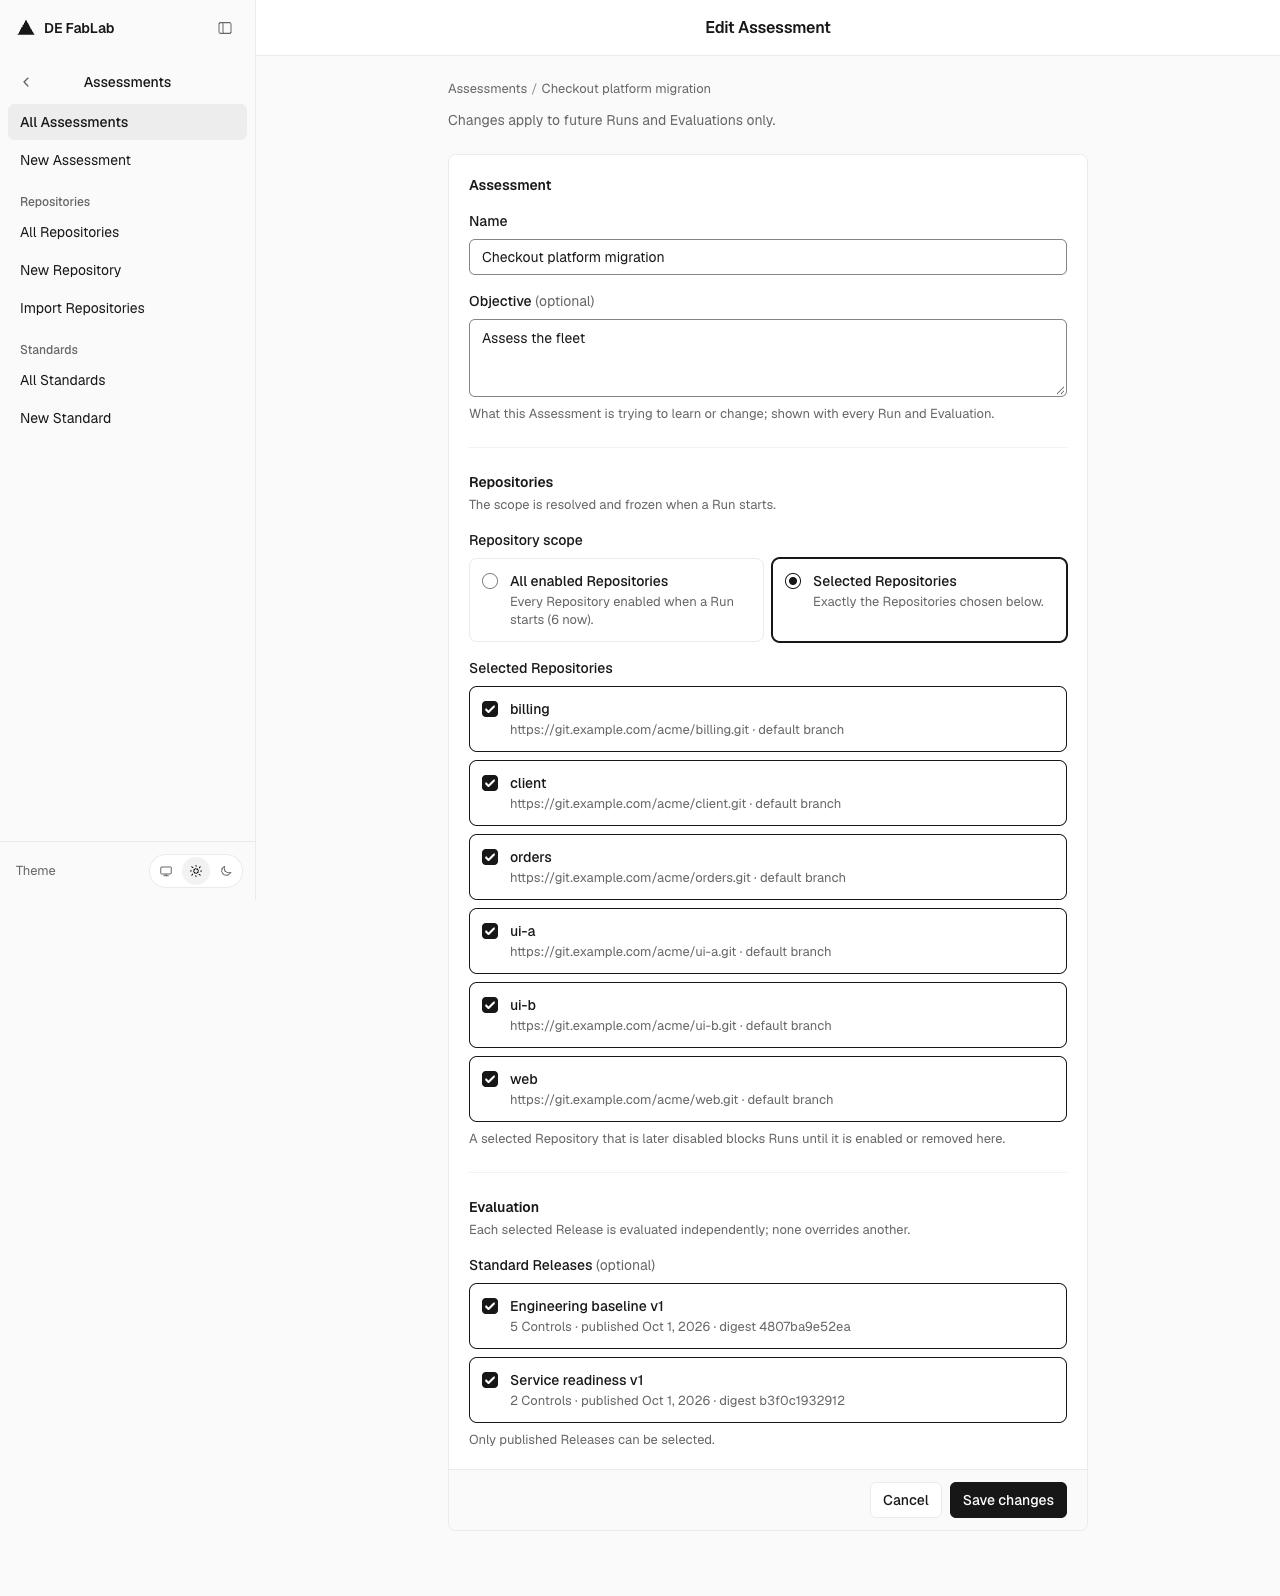 DE FabLab
Assessments
All Assessments
New Assessment
Repositories
All Repositories
New Repository
Import Repositories
Standards
All Standards
New Standard
Theme
Edit Assessment
Assessments / Checkout platform migration
Changes apply to future Runs and Evaluations only.
Assessment
Name
Checkout platform migration
Objective (optional)
Assess the fleet
What this Assessment is trying to learn or change; shown with every Run and Evaluation.
Repositories
The scope is resolved and frozen when a Run starts.
Repository scope
All enabled Repositories
Every Repository enabled when a Run
starts (6 now).
Selected Repositories
Exactly the Repositories chosen below.
Selected Repositories
billing
https://git.example.com/acme/billing.git · default branch
client
https://git.example.com/acme/client.git · default branch
orders
https://git.example.com/acme/orders.git · default branch
ui-a
https://git.example.com/acme/ui-a.git · default branch
ui-b
https://git.example.com/acme/ui-b.git · default branch
web
https://git.example.com/acme/web.git · default branch
A selected Repository that is later disabled blocks Runs until it is enabled or removed here.
Evaluation
Each selected Release is evaluated independently; none overrides another.
Standard Releases (optional)
Engineering baseline v1
5 Controls · published Oct 1, 2026 · digest 4807ba9e52ea
Service readiness v1
2 Controls · published Oct 1, 2026 · digest b3f0c1932912
Only published Releases can be selected.
Cancel
Save changes